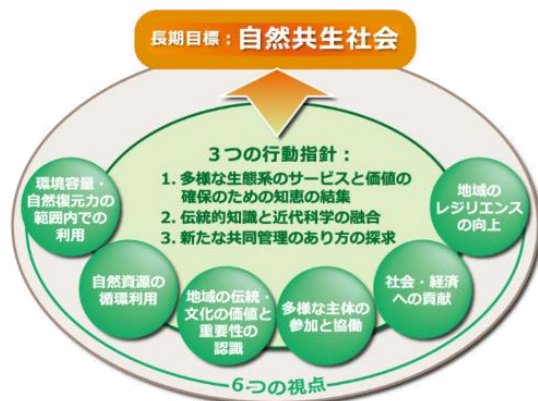 長期目標：自然共生社会
3つの行動指針：
1. 多様な生態系のサービスと価値の
確保のための知恵の結集
2. 伝統的知識と近代科学の融合
3. 新たな共同管理のあり方の探求
環境容量・
自然復元力の
範囲内での
利用
自然資源の
循環利用
地域の伝統・
文化の価値と
重要性の
認識
多様な主体の
参加と協働
社会・経済
への貢献
地域の
レジリエンス
の向上
6つの視点